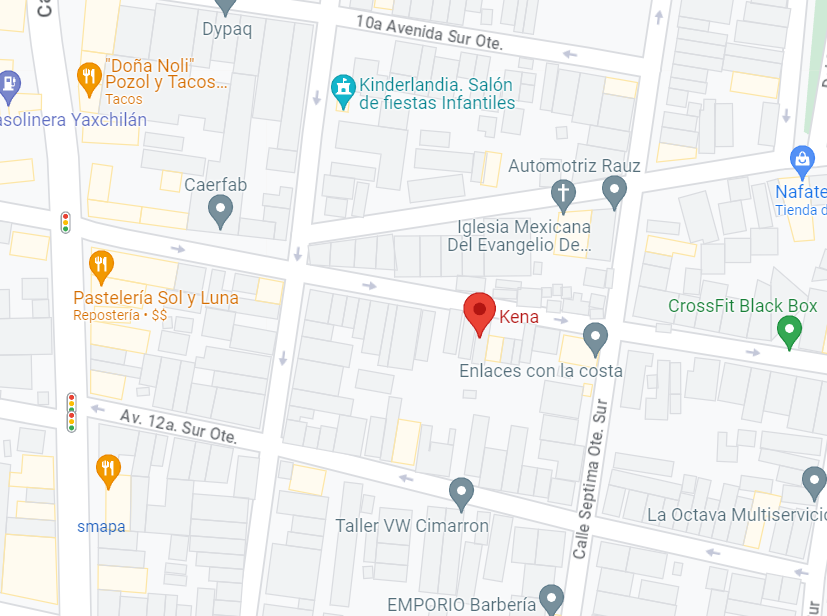 Ca
Dypaq
10a Avenida Sur Ote.
"Doña Noli"
Pozol y Tacos...
Tacos
asolinera Yaxchilán
Kinderlandia. Salón
de fiestas Infantiles
Automotriz Rauz
Caerfab
Nafate
Tienda d
Iglesia Mexicana
Del Evangelio De...
Pastelería Sol y Luna
Repostería • $$
Kena
CrossFit Black Box
Enlaces con la costa
Av. 12a. Sur Ote.
Calle Septima Ote. Sur
smapa
Taller VW Cimarron
La Octava Multiservicio
EMPORIO Barbería
ur